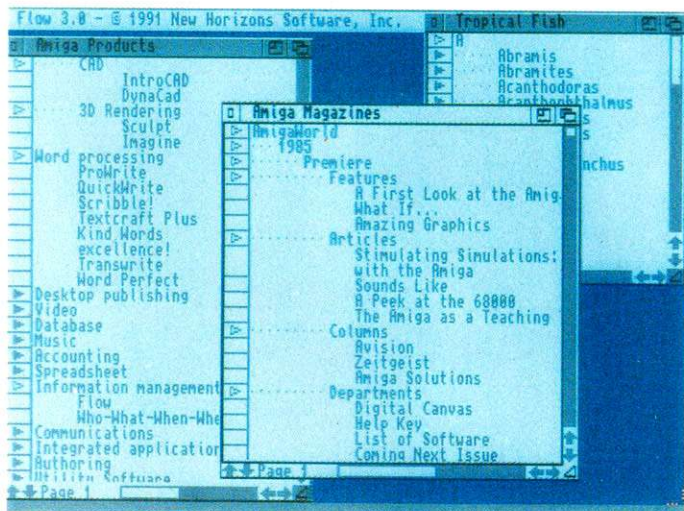 Flow 3.0 - © 1991 New Horizons Software, Inc.
Amiga Products
CAD
IntroCAD
DynaCad
3D Rendering
Sculpt
Imagine
Word processing
ProWrite
QuickWrite
Scribble!
Textcraft Plus
Kind Words
excellence!
Transwrite
Word Perfect
Desktop publishing
Video
Database
Music
Accounting
Spreadsheet
Information management
Flow
Who-What-When-Whe
Communications
Integrated application
Authoring
Utility Software
Page 1
Tropical Fish
A
Abramis
Abramites
Acanthodoras
Acanthophthalmus
s
s
nchus
Amiga Magazines
AmigaWorld
1985
Premiere
Features
A First Look at the Amig
What If...
Amazing Graphics
Articles
Stimulating Simulations:
with the Amiga
Sounds Like
A Peek at the 68000
The Amiga as a Teaching
Columns
Avision
Zeitgeist
Amiga Solutions
Departments
Digital Canvas
Help Key
List of Software
Coming Next Issue
Page 1